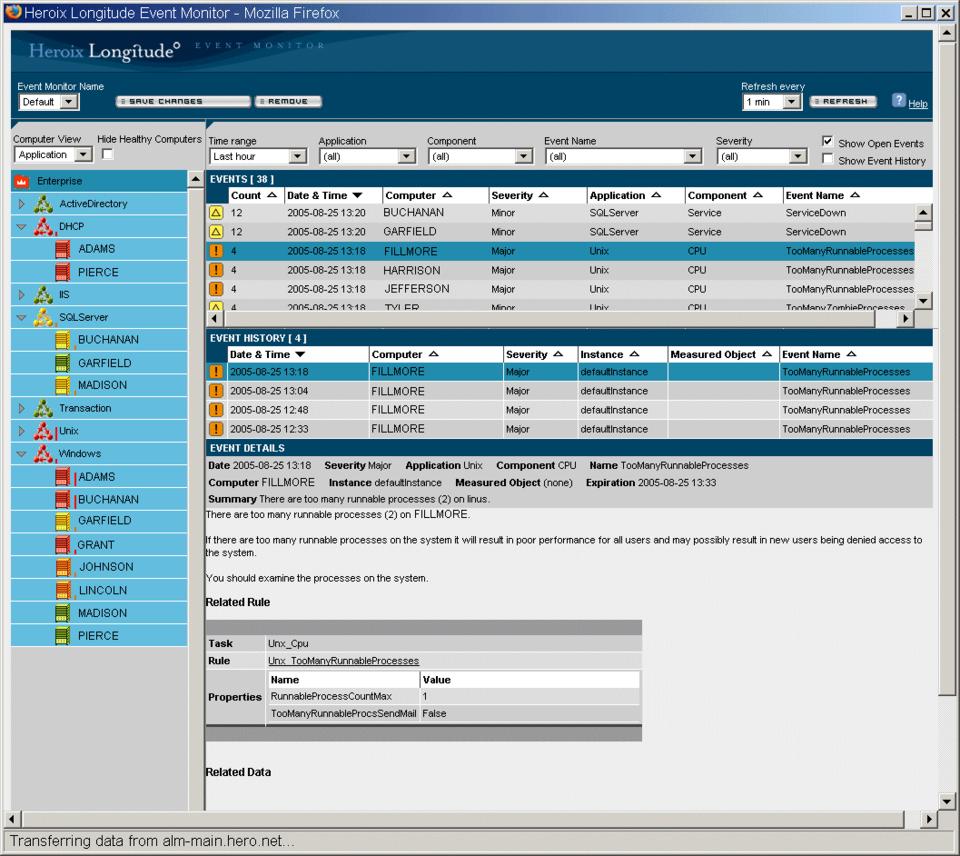 Heroix Longitude Event Monitor - Mozilla Firefox
Heroix Longitude EVENT MONITOR
Event Monitor Name
Refresh every
Default SAVE CHANGES REMOVE 1 min REFRESH ? Help
Computer View Hide Healthy Computers Time range Application Component Event Name Severity Show Open Events
Application Last hour (all) (all) (all) (all) Show Event History
Enterprise
ActiveDirectory
DHCP
ADAMS
PIERCE
IIS
SQLServer
BUCHANAN
GARFIELD
MADISON
Transaction
Unix
Windows
ADAMS
BUCHANAN
GARFIELD
GRANT
JOHNSON
LINCOLN
MADISON
PIERCE
EVENTS [ 38 ]
Count Date & Time Computer Severity Application Component Event Name
12 2005-08-25 13:20 BUCHANAN Minor SQLServer Service ServiceDown
12 2005-08-25 13:20 GARFIELD Minor SQLServer Service ServiceDown
! 4 2005-08-25 13:18 FILLMORE Major Unix CPU TooManyRunnableProcesses
! 4 2005-08-25 13:18 HARRISON Major Unix CPU TooManyRunnableProcesses
! 4 2005-08-25 13:18 JEFFERSON Major Unix CPU TooManyRunnableProcesses
4 2005-08-25 13:18 TYLER Minor Unix CPU TooManyZombieProcesses
EVENT HISTORY [ 4 ]
Date & Time Computer Severity Instance Measured Object Event Name
! 2005-08-25 13:18 FILLMORE Major defaultInstance TooManyRunnableProcesses
! 2005-08-25 13:04 FILLMORE Major defaultInstance TooManyRunnableProcesses
! 2005-08-25 12:48 FILLMORE Major defaultInstance TooManyRunnableProcesses
! 2005-08-25 12:33 FILLMORE Major defaultInstance TooManyRunnableProcesses
EVENT DETAILS
Date 2005-08-25 13:18 Severity Major Application Unix Component CPU Name TooManyRunnableProcesses
Computer FILLMORE Instance defaultInstance Measured Object (none) Expiration 2005-08-25 13:33
Summary There are too many runnable processes (2) on linus.
There are too many runnable processes (2) on FILLMORE.
If there are too many runnable processes on the system it will result in poor performance for all users and may possibly result in new users being denied access to
the system.
You should examine the processes on the system.
Related Rule
Task Unx_Cpu
Rule Unx_TooManyRunnableProcesses
Properties
Name Value
RunnableProcessCountMax 1
TooManyRunnableProcsSendMail False
Related Data
Transferring data from alm-main.hero.net...